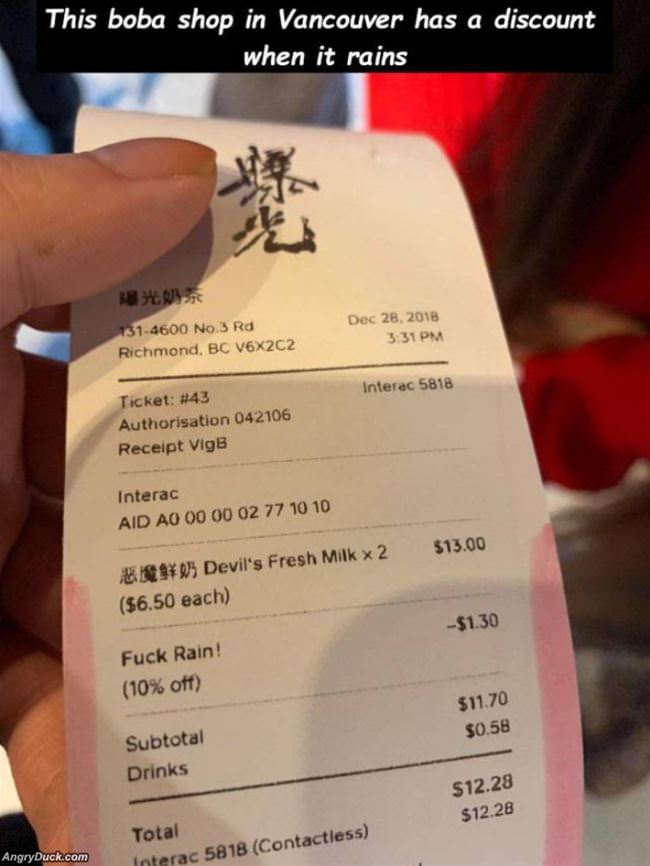 This boba shop in Vancouver has a discount
when it rains
曝光
曝光奶茶
131-4600 No.3 Rd
Richmond, BC V6X2C2
Dec 28, 2018
3:31 PM
Ticket: #43
Interac 5818
Authorisation 042106
Receipt VigB
Interac
AID A0 00 00 02 77 10 10
恶魔鲜奶 Devil's Fresh Milk x 2 $13.00
($6.50 each)
Fuck Rain! -$1.30
(10% off)
Subtotal $11.70
Drinks $0.58
Total $12.28
Interac 5818 (Contactless) $12.28
AngryDuck.com